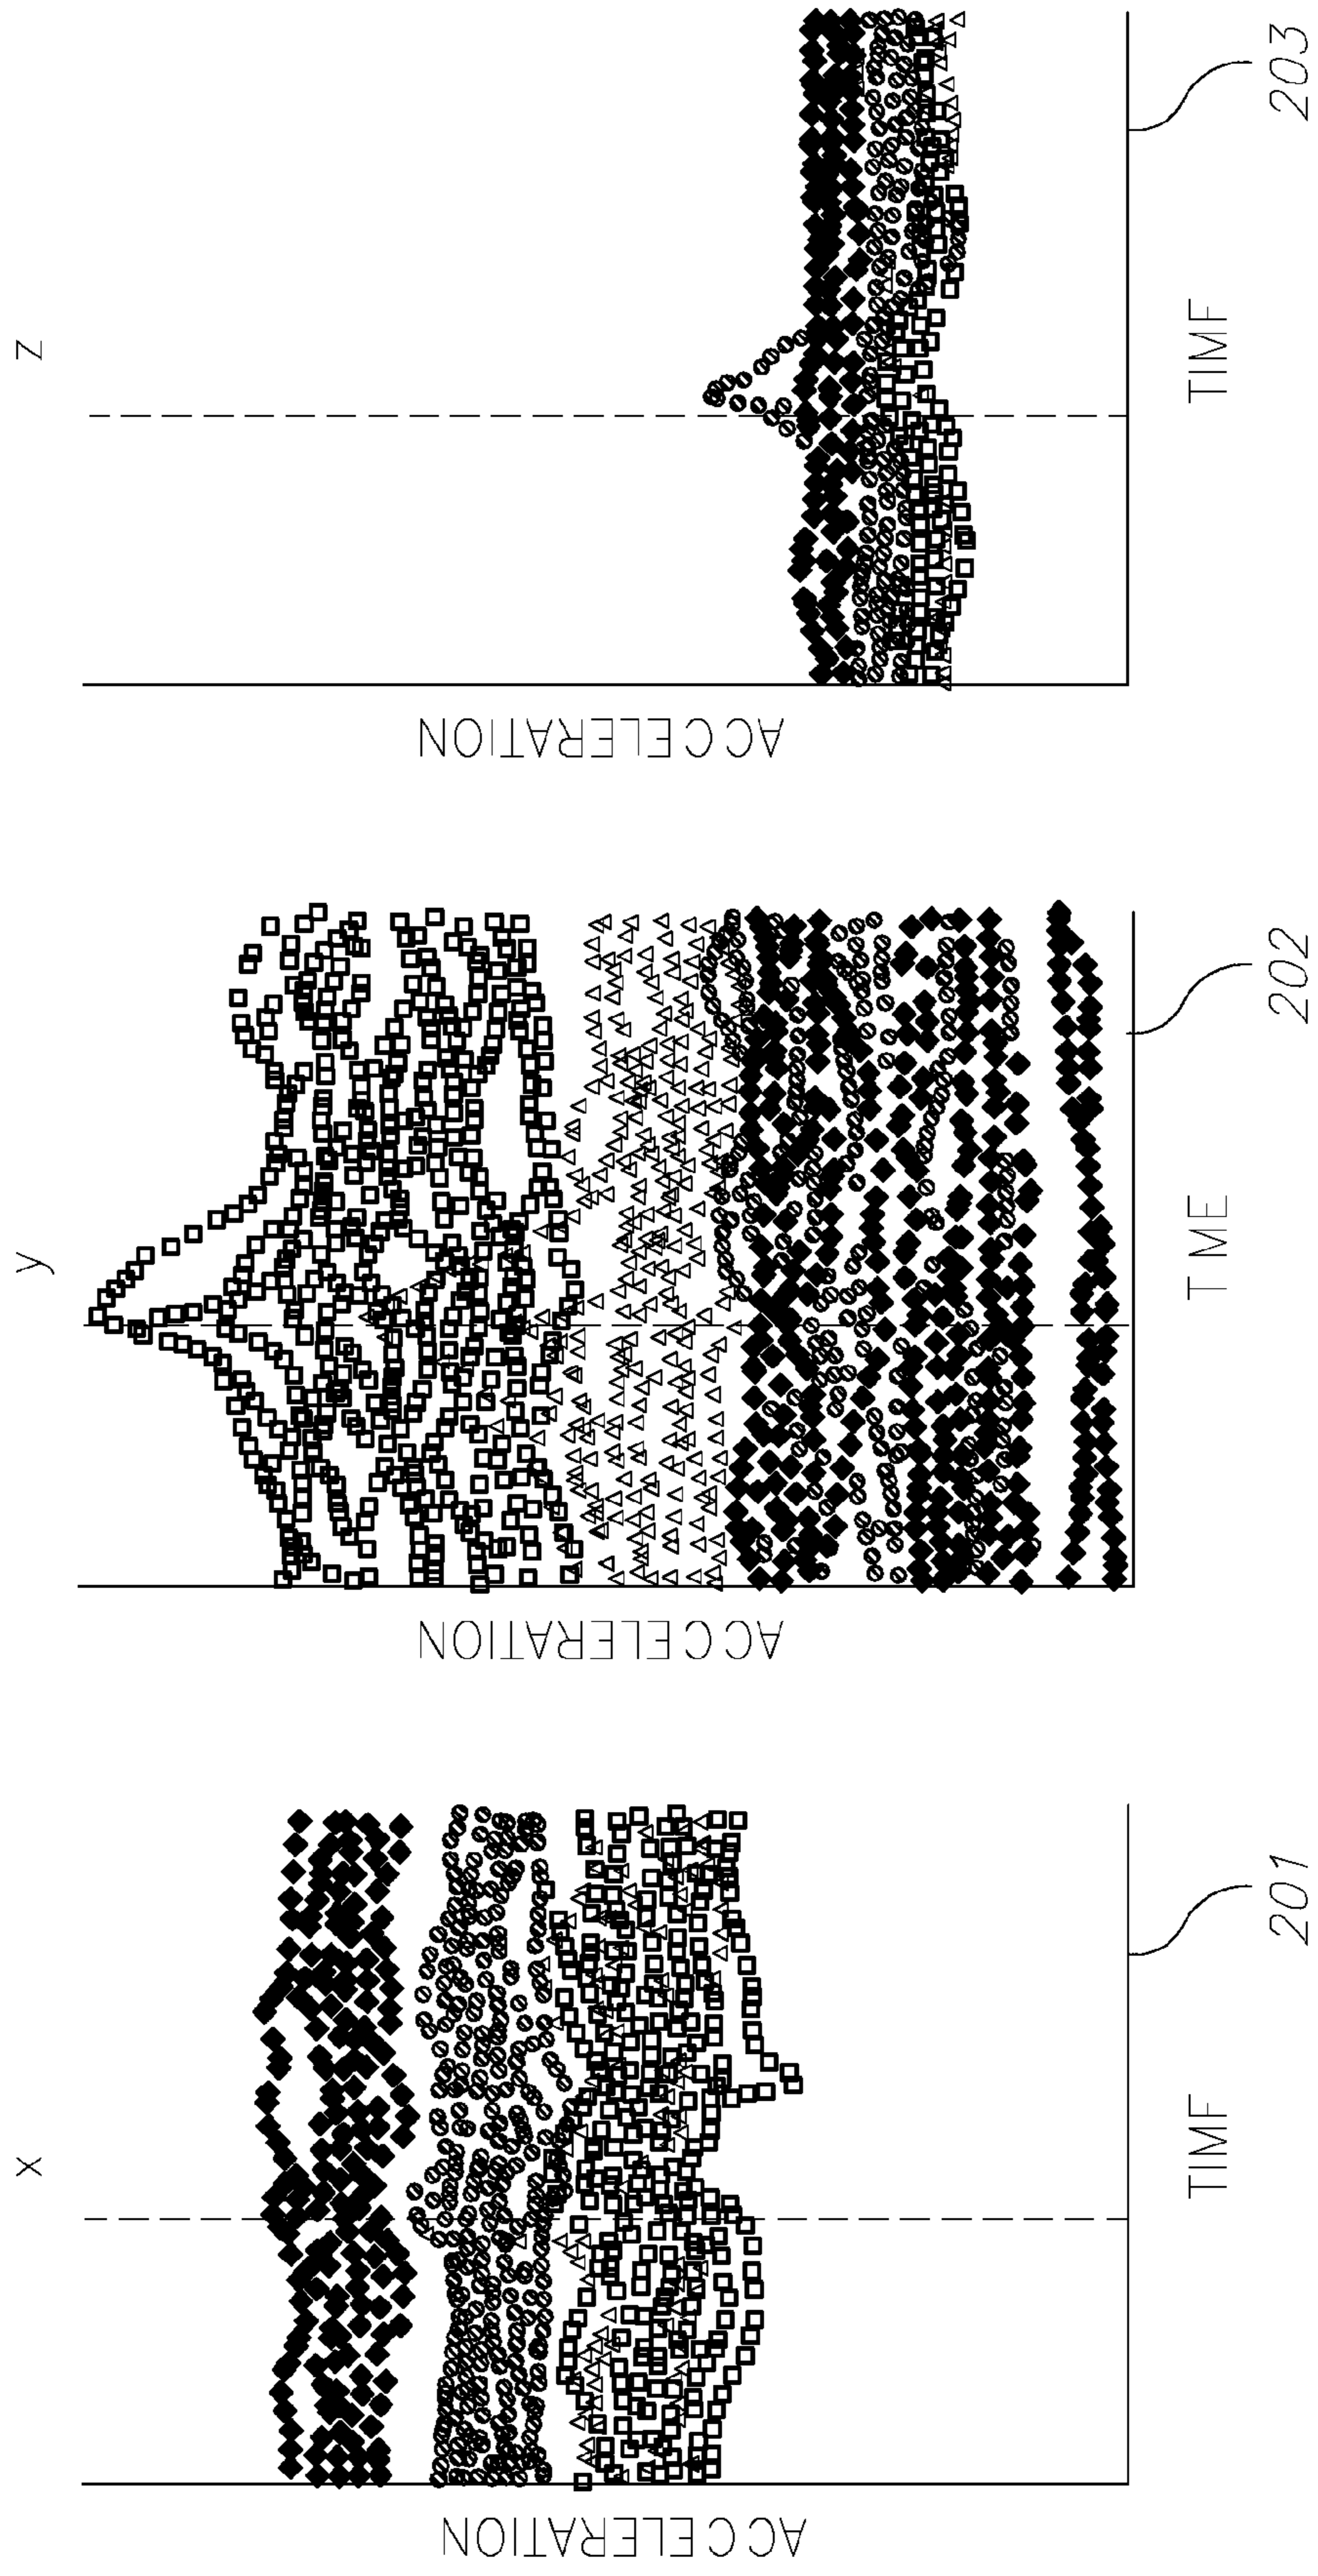 x
ACCELERATION
TIMF
201
y
ACCELERATION
T ME
202
z
ACCELERATION
TIMF
203